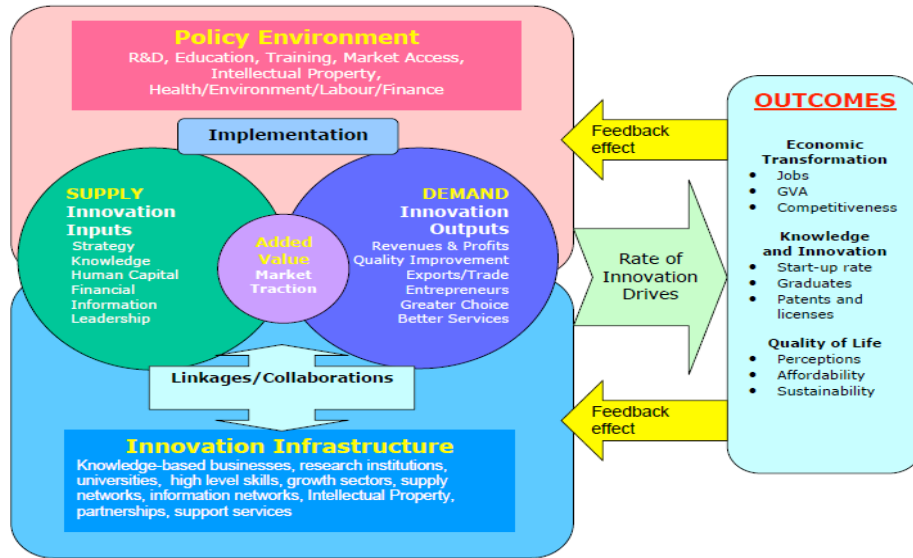 Policy Environment
R&D, Education, Training, Market Access,
Intellectual Property,
Health/Environment/Labour/Finance
Implementation
SUPPLY
Innovation
Inputs
Strategy
Knowledge
Human Capital
Financial
Information
Leadership
Added
Value
Market
Traction
DEMAND
Innovation
Outputs
Revenues & Profits
Quality Improvement
Exports/Trade
Entrepreneurs
Greater Choice
Better Services
Linkages/Collaborations
Innovation Infrastructure
Knowledge-based businesses, research institutions,
universities, high level skills, growth sectors, supply
networks, information networks, Intellectual Property,
partnerships, support services
Feedback
effect
Rate of
Innovation
Drives
Feedback
effect
OUTCOMES
Economic
Transformation
• Jobs
• GVA
• Competitiveness
Knowledge
and Innovation
• Start-up rate
• Graduates
• Patents and
licenses
Quality of Life
• Perceptions
• Affordability
• Sustainability